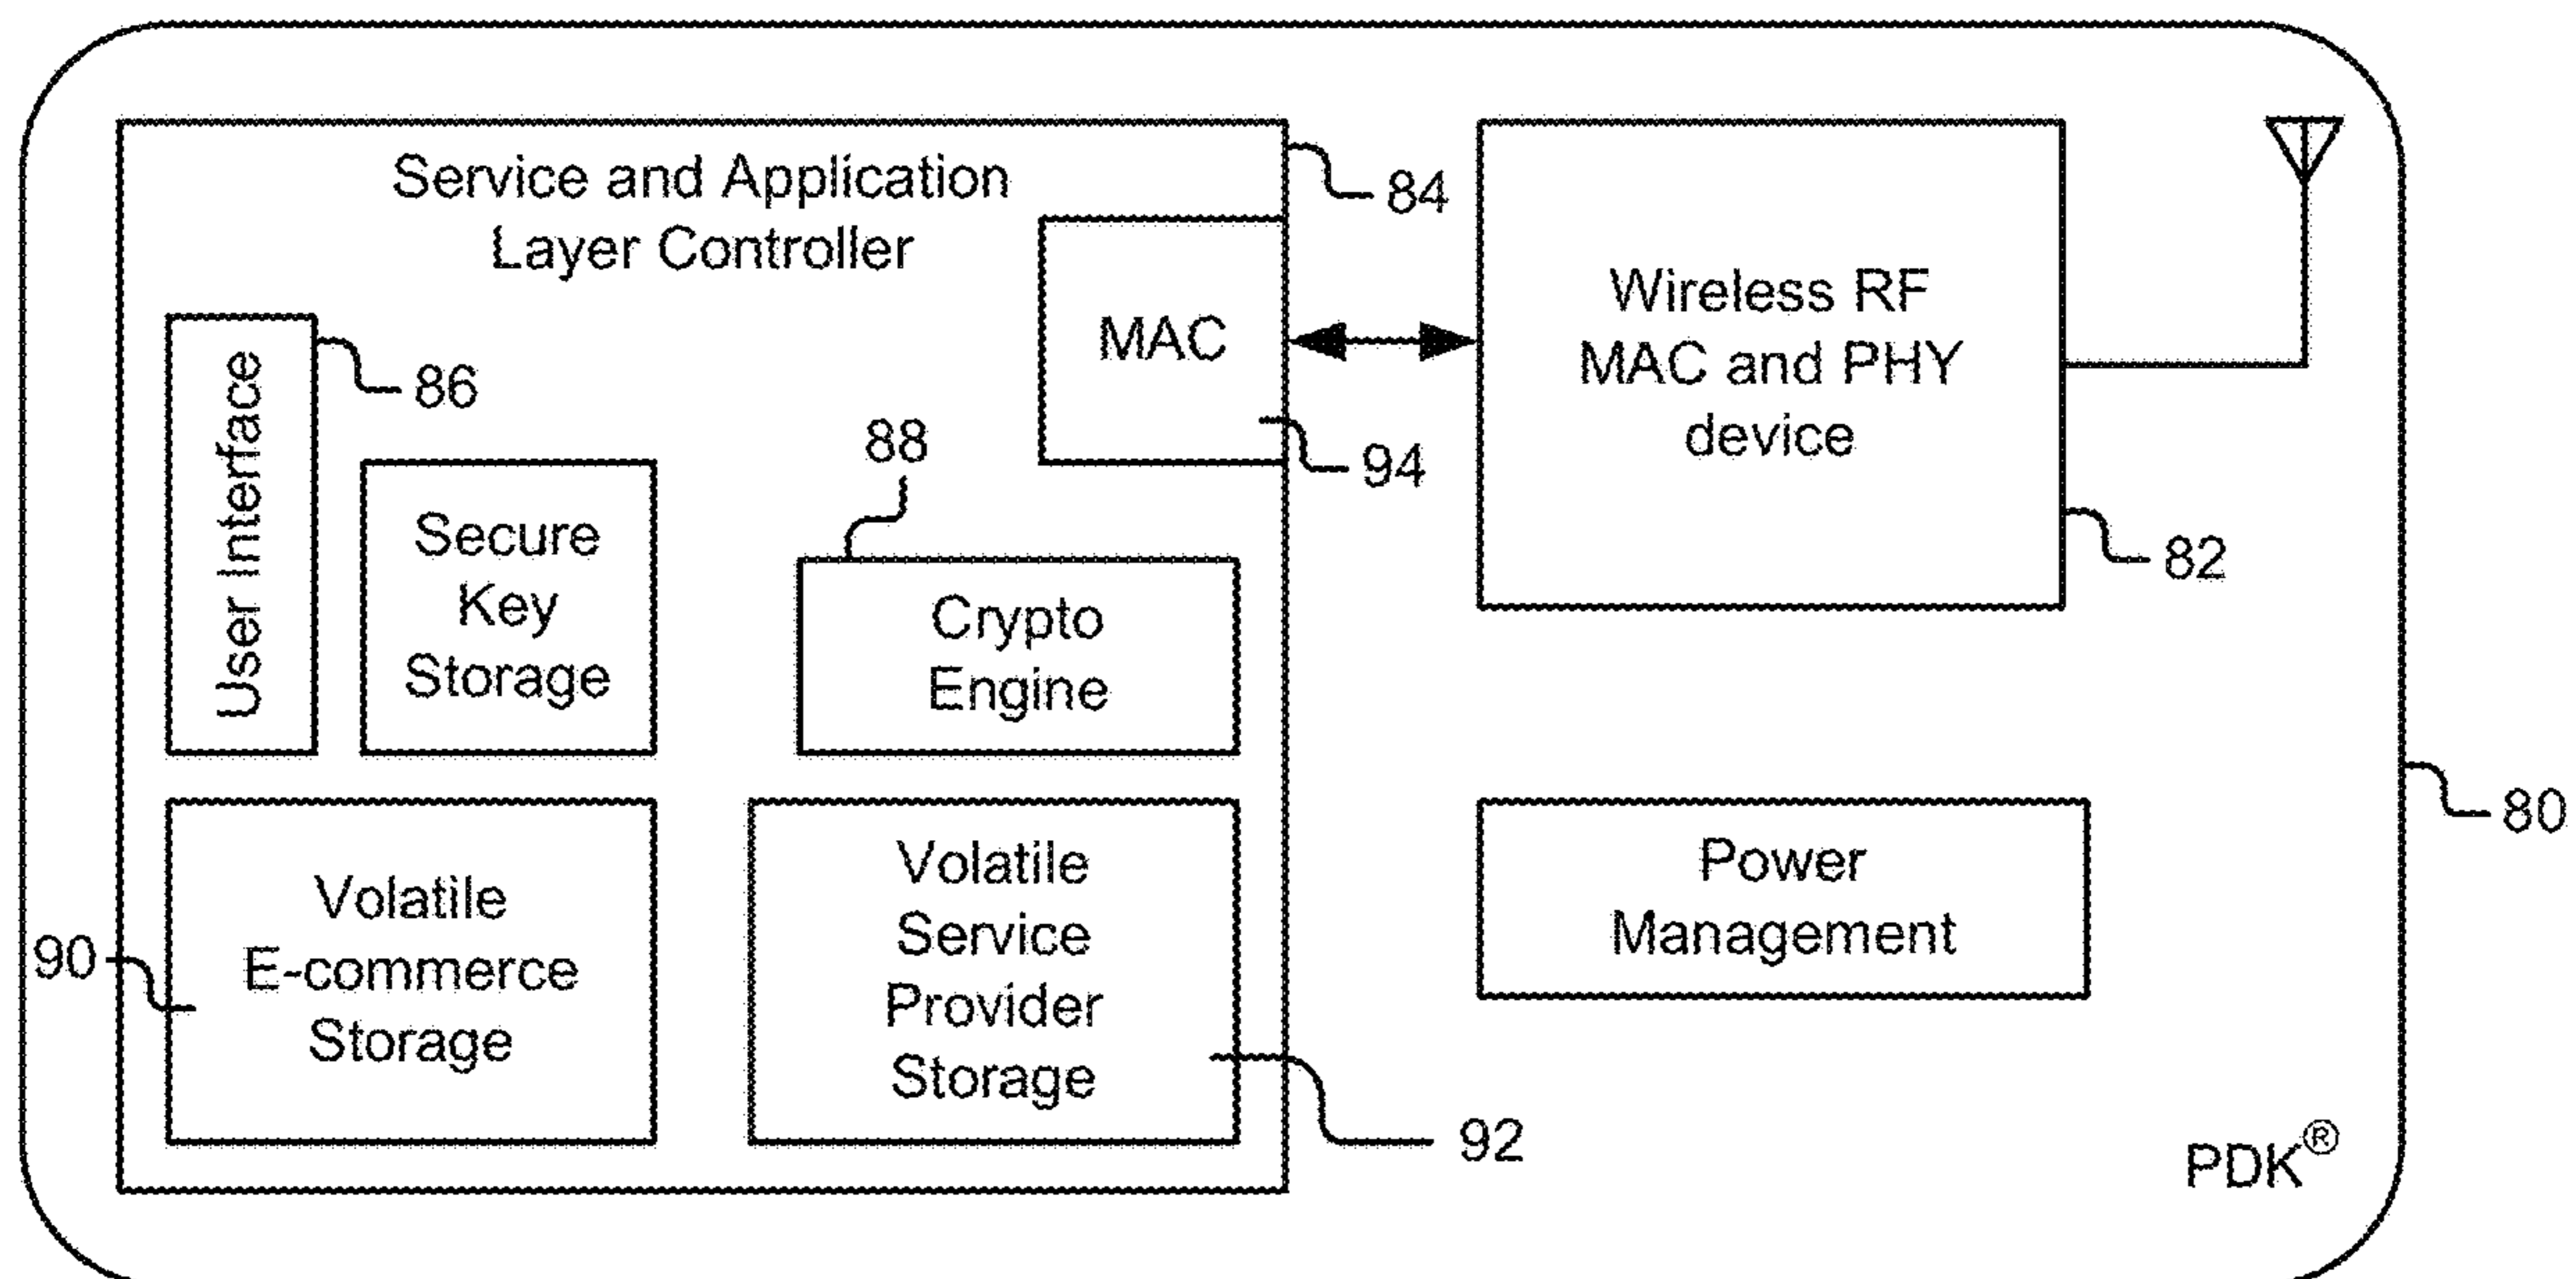 Service and Application
Layer Controller
84
MAC
94
Wireless RF
MAC and PHY
device
82
User Interface
86
Secure
Key
Storage
88
Crypto
Engine
90
Volatile
E-commerce
Storage
Volatile
Service
Provider
Storage
92
Power
Management
80
PDK®